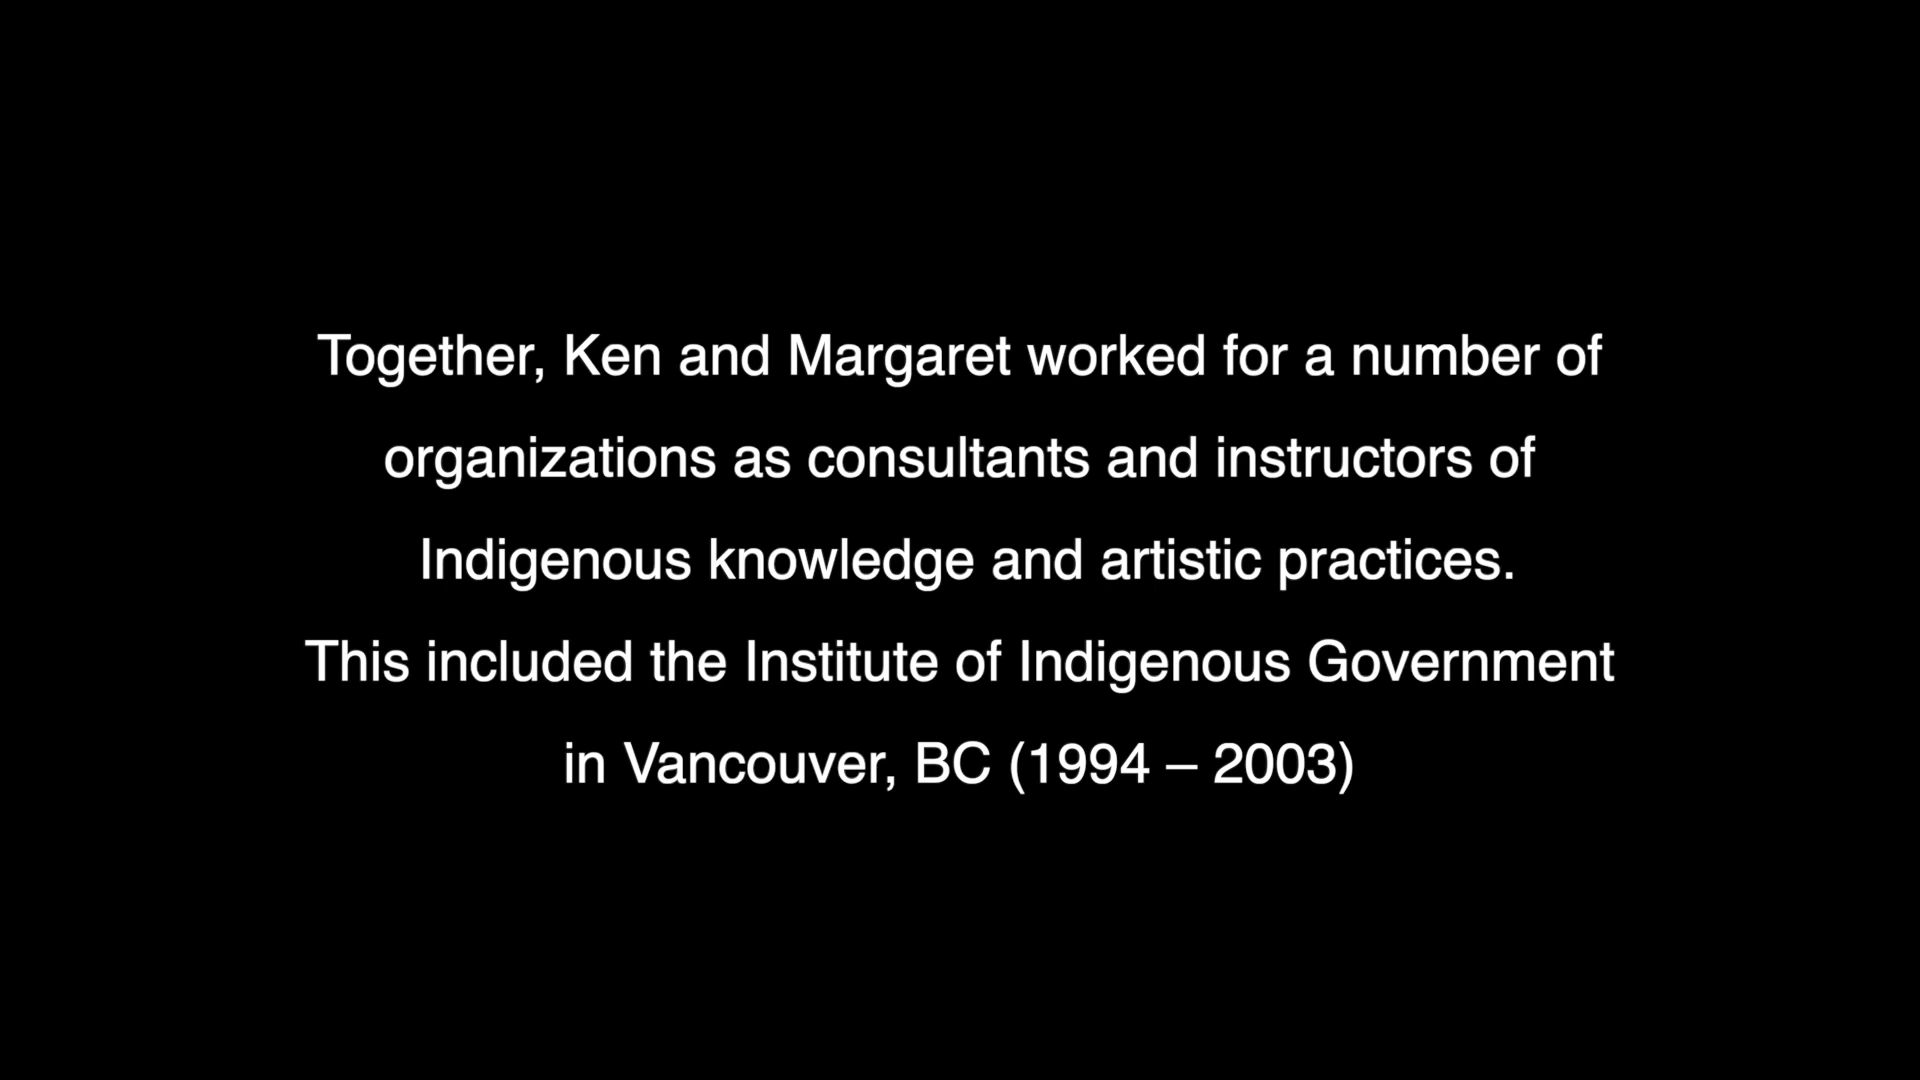 Together, Ken and Margaret worked for a number of
organizations as consultants and instructors of
Indigenous knowledge and artistic practices.
This included the Institute of Indigenous Government
in Vancouver, BC (1994 – 2003)